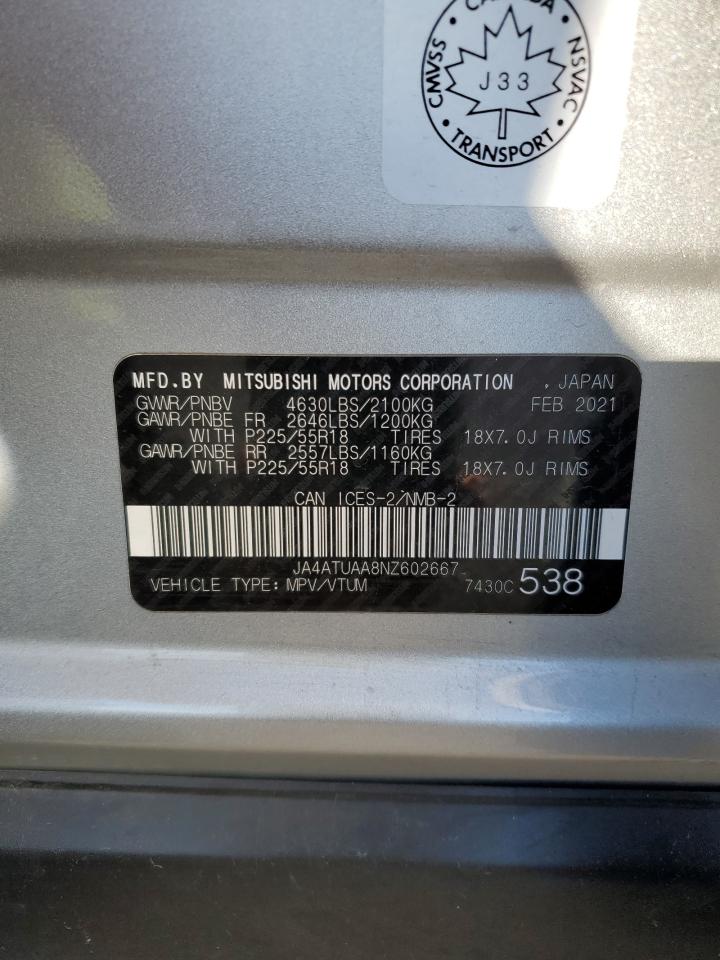 CMVSS • CANADA • NSVAC
J33
• TRANSPORT •
MFD.BY MITSUBISHI MOTORS CORPORATION , JAPAN
GVWR/PNBV 4630LBS/2100KG FEB 2021
GAWR/PNBE FR 2646LBS/1200KG
WITH P225/55R18 TIRES 18X7.0J RIMS
GAWR/PNBE RR 2557LBS/1160KG
WITH P225/55R18 TIRES 18X7.0J RIMS
CAN ICES-2/NMB-2
JA4ATUAA8NZ602667
VEHICLE TYPE: MPV/VTUM 7430C 538